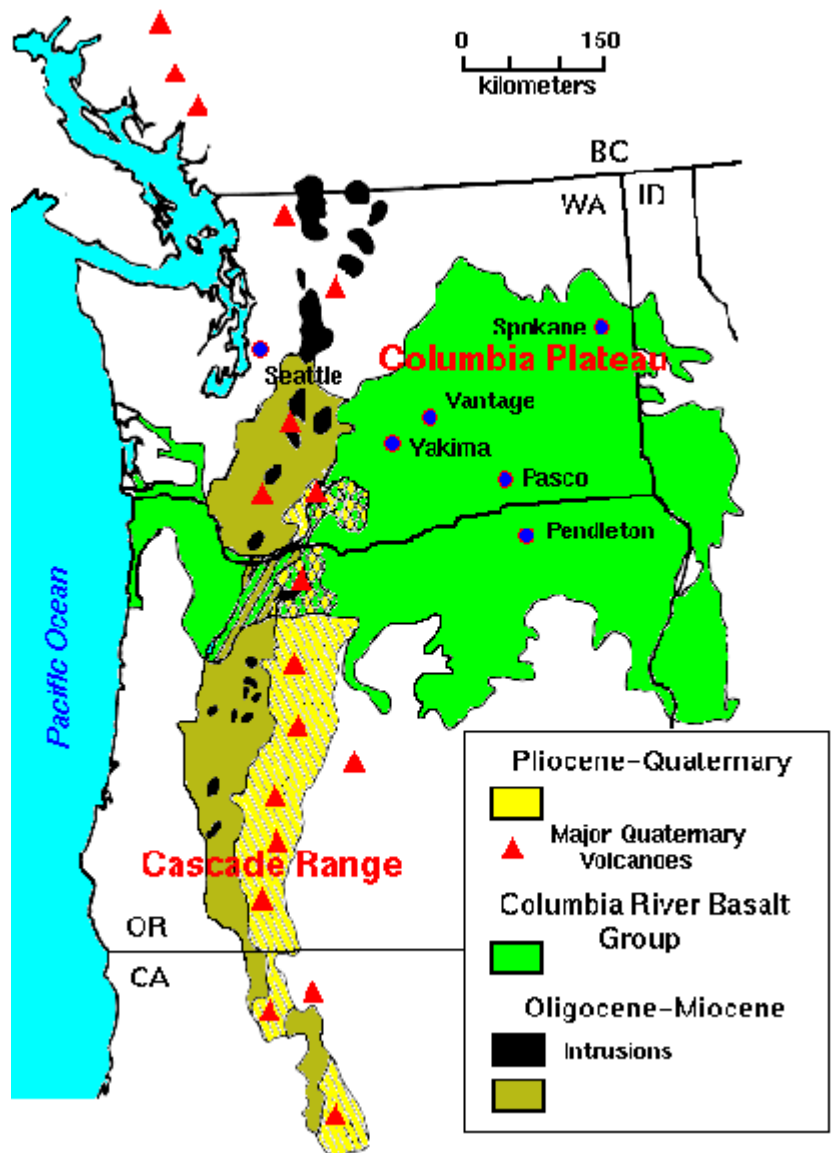 0 150
kilometers
BC
WA ID
Spokane
Columbia Plateau
Seattle
Vantage
Yakima
Pasco
Pendleton
Pacific Ocean
Cascade Range
OR
CA
Pliocene-Quaternary
Major Quaternary
Volcanoes
Columbia River Basalt
Group
Oligocene-Miocene
Intrusions